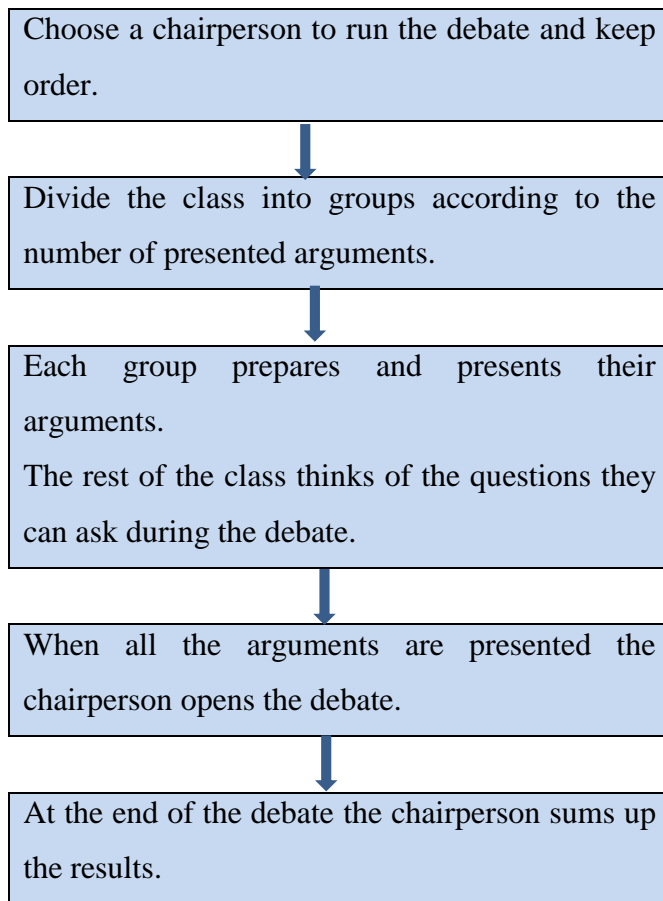 Choose a chairperson to run the debate and keep
order.
Divide the class into groups according to the
number of presented arguments.
Each group prepares and presents their
arguments.
The rest of the class thinks of the questions they
can ask during the debate.
When all the arguments are presented the
chairperson opens the debate.
At the end of the debate the chairperson sums up
the results.